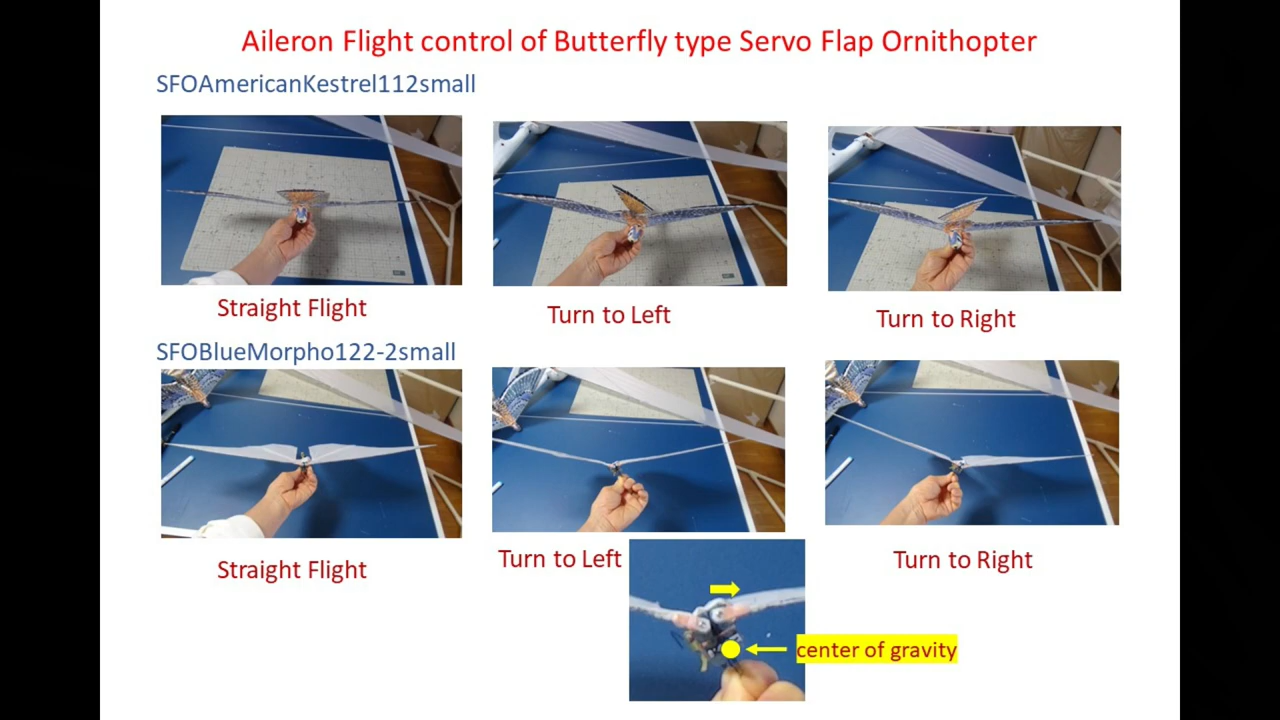 Aileron Flight control of Butterfly type Servo Flap Ornithopter
SFOAmericanKestrel112small
Straight Flight
Turn to Left
Turn to Right
SFOBlueMorpho122-2small
Straight Flight
Turn to Left
Turn to Right
center of gravity